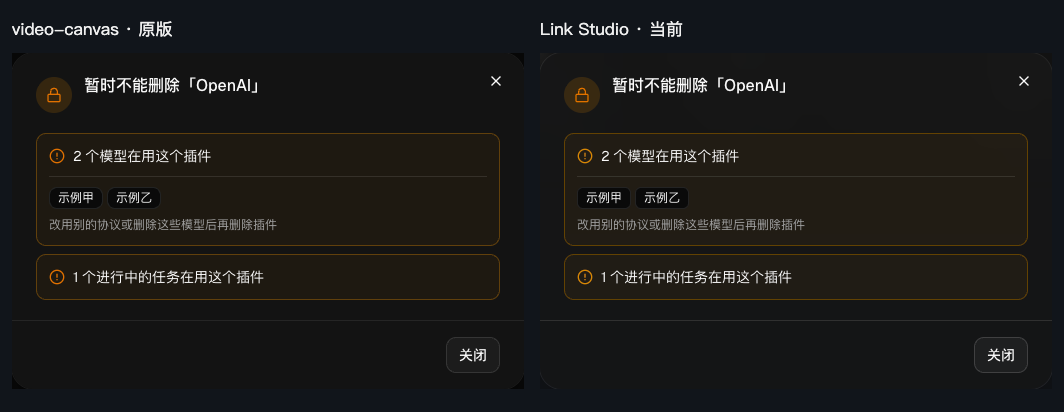 video-canvas · 原版
暂时不能删除「OpenAI」
2 个模型在用这个插件
示例甲 示例乙
改用别的协议或删除这些模型后再删除插件
1 个进行中的任务在用这个插件
关闭
Link Studio · 当前
暂时不能删除「OpenAI」
2 个模型在用这个插件
示例甲 示例乙
改用别的协议或删除这些模型后再删除插件
1 个进行中的任务在用这个插件
关闭